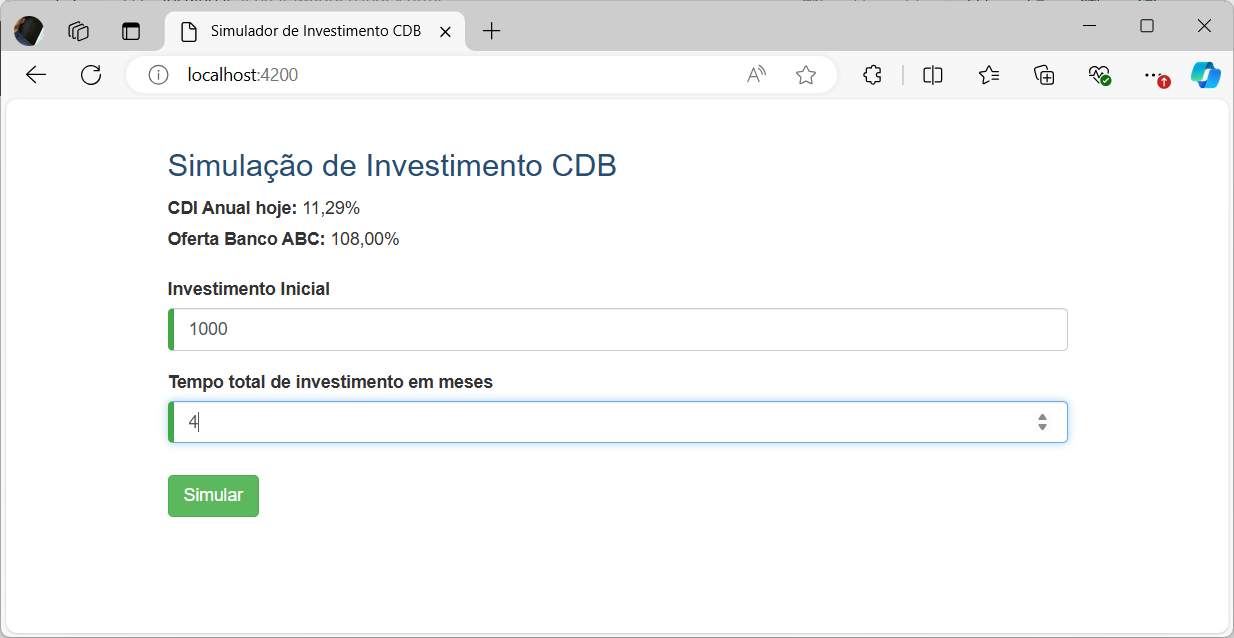 Simulador de Investimento CDB
localhost:4200
Simulação de Investimento CDB
CDI Anual hoje: 11,29%
Oferta Banco ABC: 108,00%
Investimento Inicial
1000
Tempo total de investimento em meses
4
Simular